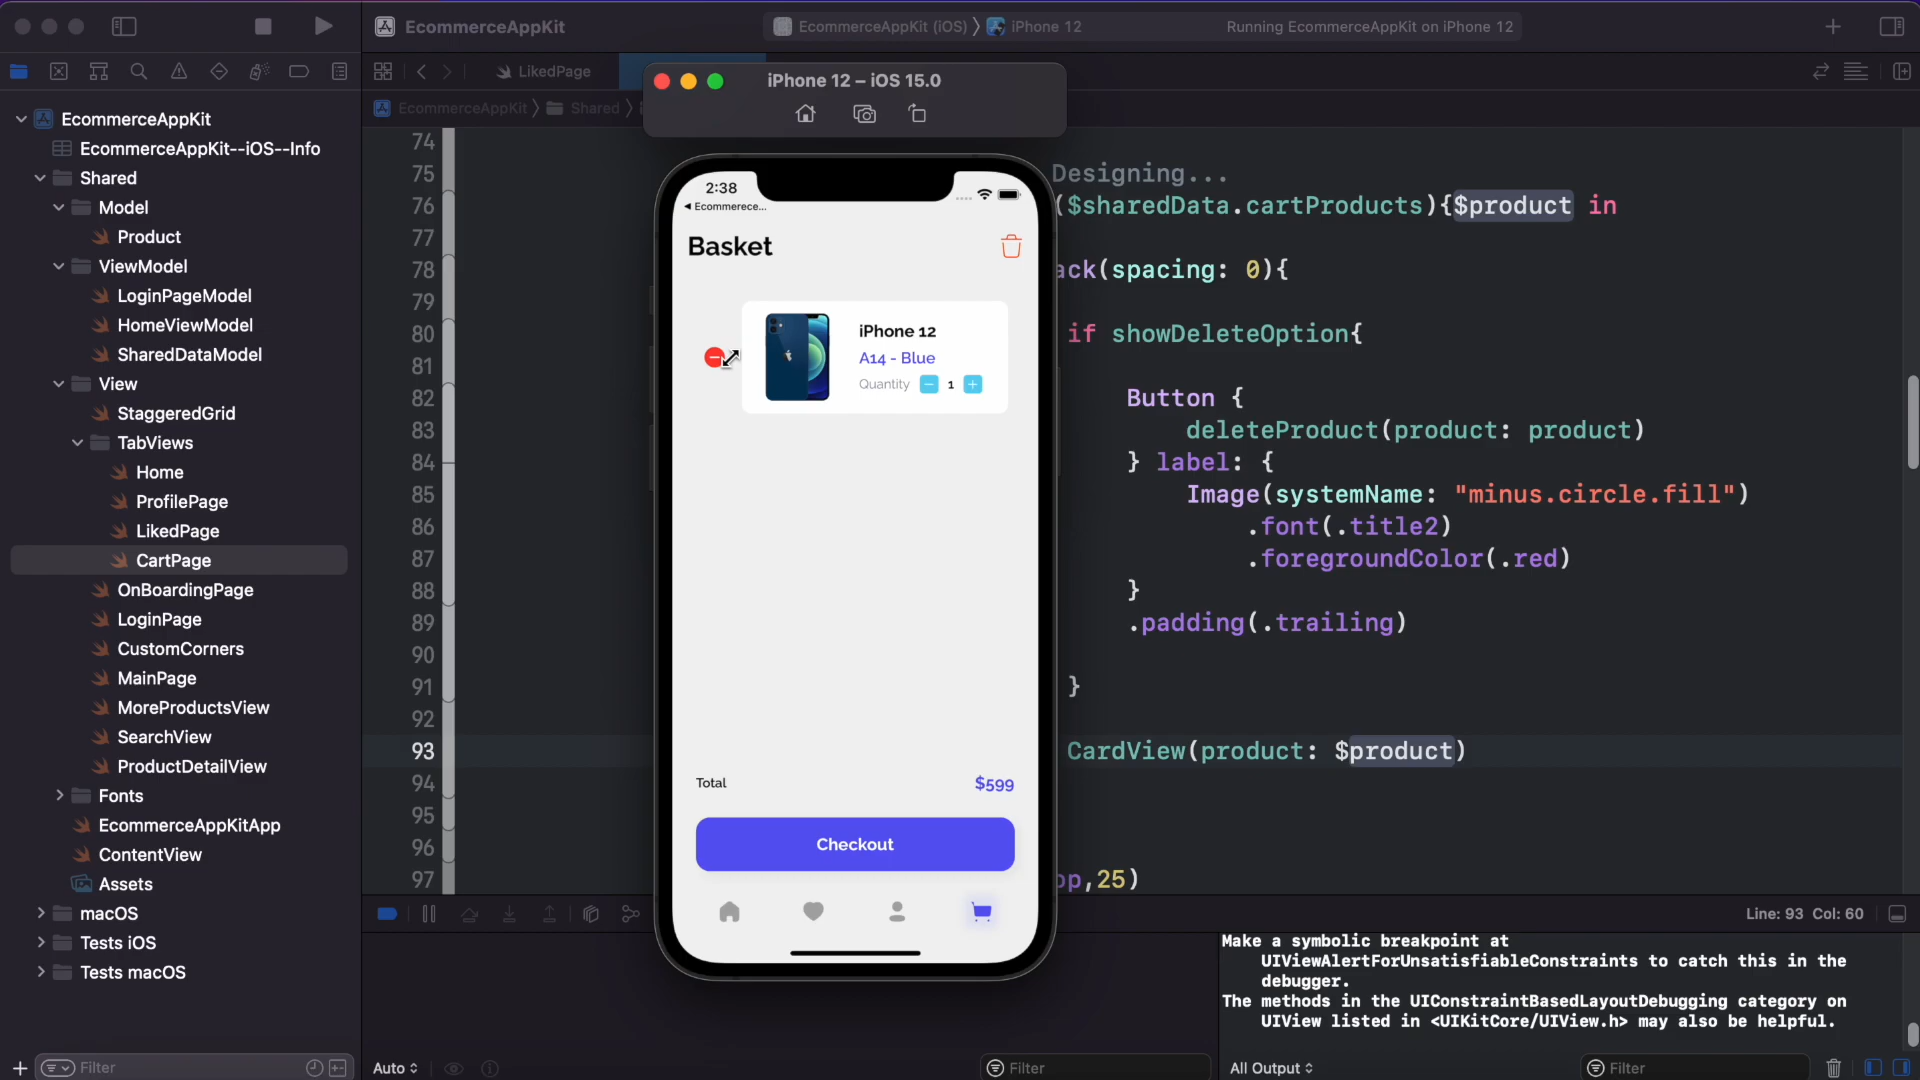 EcommerceAppKit
EcommerceAppKit (iOS)
iPhone 12
Running EcommerceAppKit on iPhone 12
LikedPage
EcommerceAppKit
Shared
EcommerceAppKit
EcommerceAppKit--iOS--Info
Shared
Model
Product
ViewModel
LoginPageModel
HomeViewModel
SharedDataModel
View
StaggeredGrid
TabViews
Home
ProfilePage
LikedPage
CartPage
OnBoardingPage
LoginPage
CustomCorners
MainPage
MoreProductsView
SearchView
ProductDetailView
Fonts
EcommerceAppKitApp
ContentView
Assets
macOS
Tests iOS
Tests macOS
Filter
iPhone 12 – iOS 15.0
2:38
Ecommerece...
Basket
iPhone 12
A14 - Blue
Quantity 1
Total
$599
Checkout
74
75 Designing...
76 ($sharedData.cartProducts){$product in
77
78 ack(spacing: 0){
79
80 if showDeleteOption{
81
82 Button {
83 deleteProduct(product: product)
84 } label: {
85 Image(systemName: "minus.circle.fill")
86 .font(.title2)
87 .foregroundColor(.red)
88 }
89 .padding(.trailing)
90
91 }
92
93 CardView(product: $product)
94
95
96
97 op,25)
Line: 93 Col: 60
Make a symbolic breakpoint at
UIViewAlertForUnsatisfiableConstraints to catch this in the
debugger.
The methods in the UIConstraintBasedLayoutDebugging category on
UIView listed in <UIKitCore/UIView.h> may also be helpful.
Auto
Filter
All Output
Filter